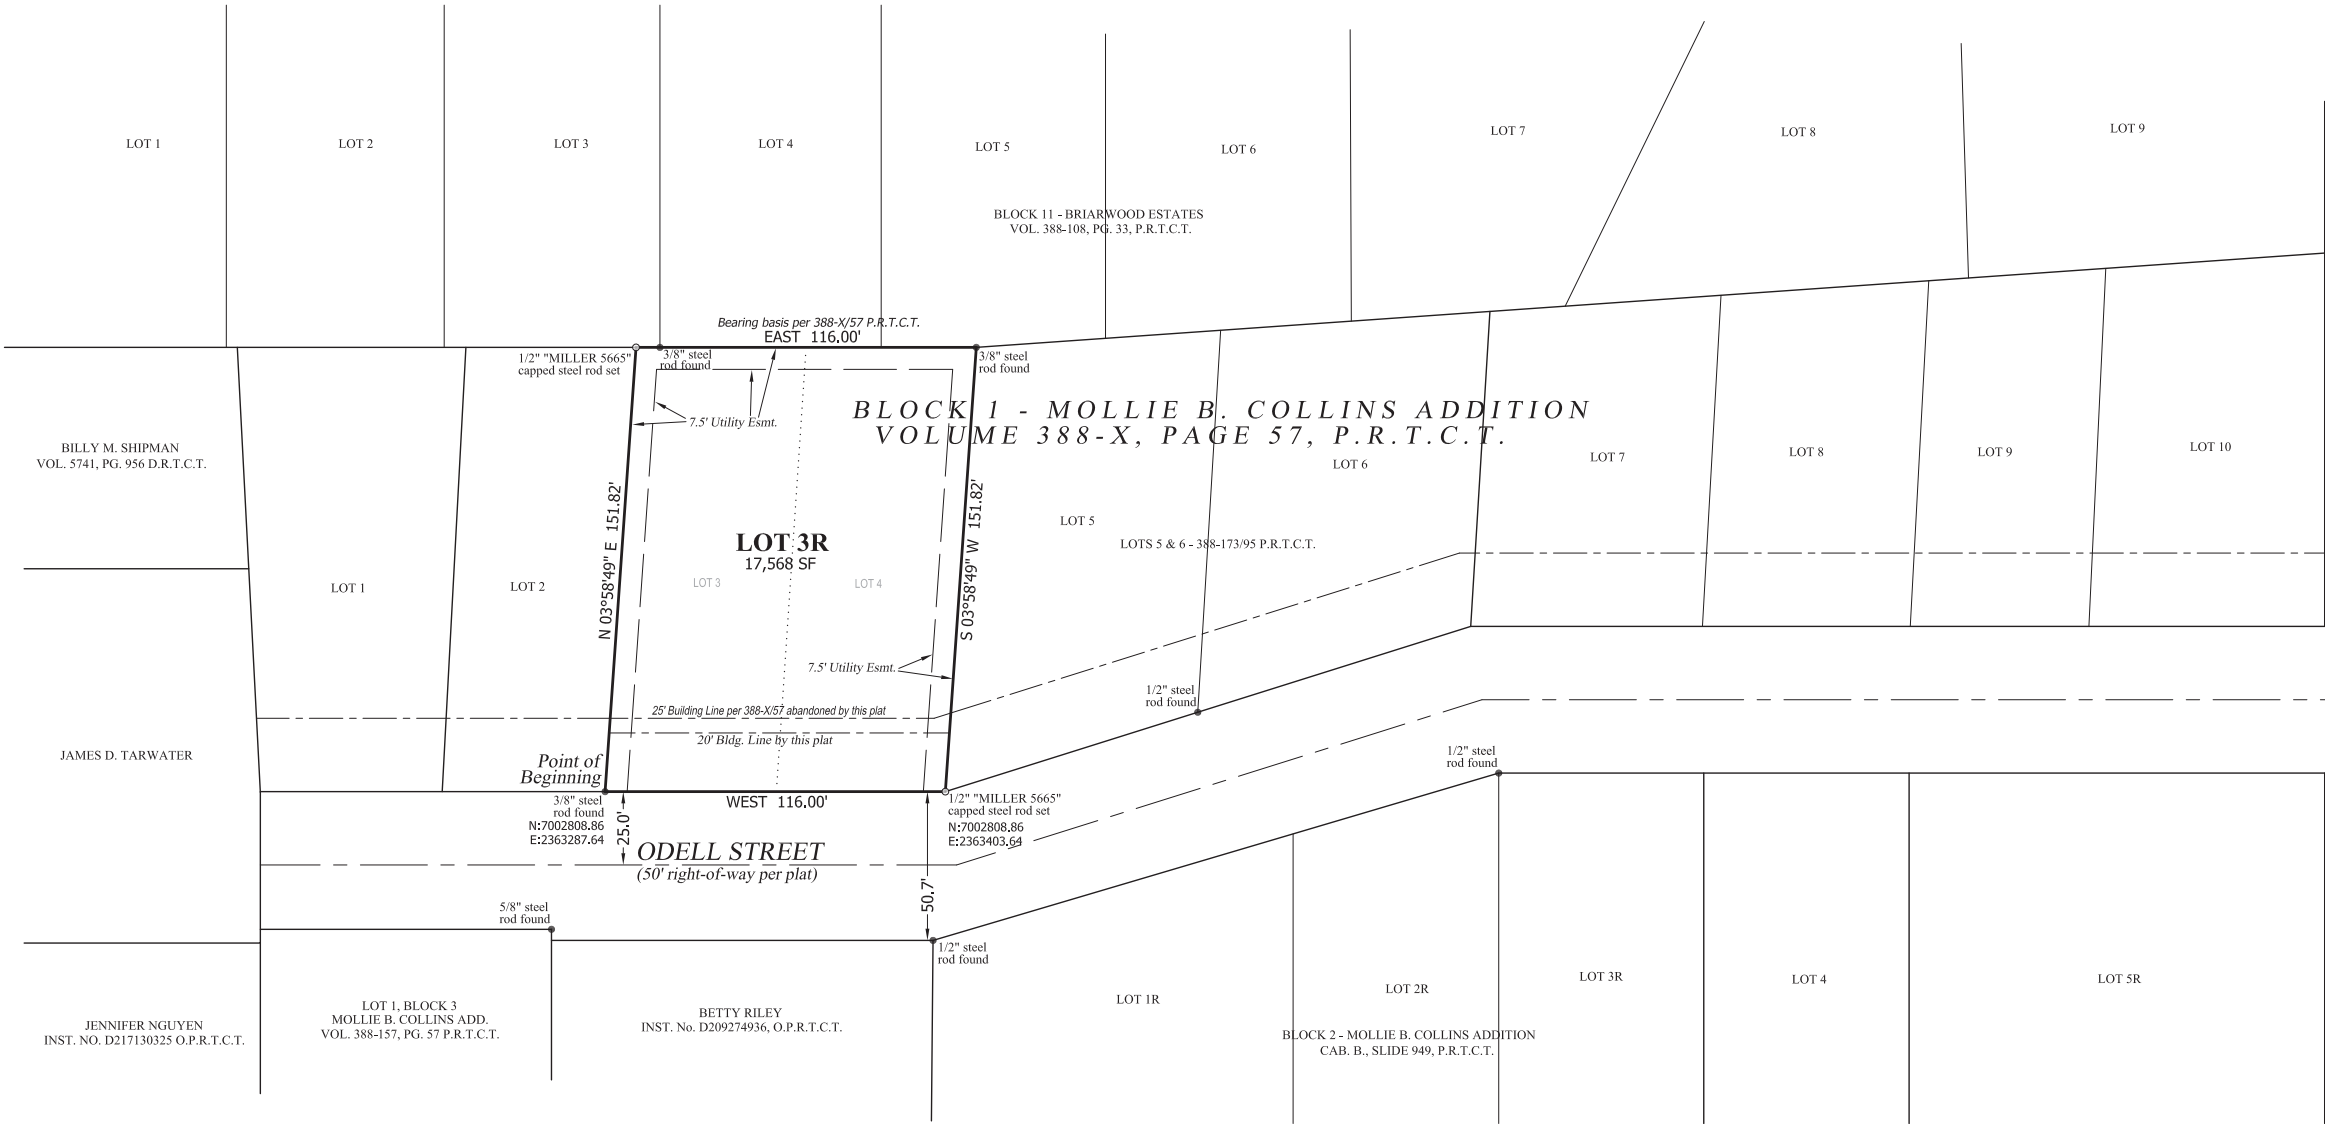 LOT 1
LOT 2
LOT 3
LOT 4
LOT 5
LOT 6
LOT 7
LOT 8
LOT 9
BLOCK 11 - BRIARWOOD ESTATES
VOL. 388-108, PG. 33, P.R.T.C.T.
Bearing basis per 388-X/57 P.R.T.C.T.
EAST 116.00'
1/2" "MILLER 5665"
capped steel rod set
3/8" steel
rod found
3/8" steel
rod found
7.5' Utility Esmt.
BLOCK 1 - MOLLIE B. COLLINS ADDITION
VOLUME 388-X, PAGE 57, P.R.T.C.T.
BILLY M. SHIPMAN
VOL. 5741, PG. 956 D.R.T.C.T.
LOT 6
LOT 7
LOT 8
LOT 9
LOT 10
N 03°58'49" E 151.82'
S 03°58'49" W 151.82'
LOT 5
LOTS 5 & 6 - 388-173/95 P.R.T.C.T.
LOT 3R
17,568 SF
LOT 1
LOT 2
LOT 3
LOT 4
7.5' Utility Esmt.
1/2" steel
rod found
25' Building Line per 388-X/57 abandoned by this plat
20' Bldg. Line by this plat
JAMES D. TARWATER
Point of
Beginning
1/2" steel
rod found
WEST 116.00'
3/8" steel
rod found
N:7002808.86
E:2363287.64
25.0'
1/2" "MILLER 5665"
capped steel rod set
N:7002808.86
E:2363403.64
ODELL STREET
(50' right-of-way per plat)
50.7'
5/8" steel
rod found
1/2" steel
rod found
JENNIFER NGUYEN
INST. NO. D217130325 O.P.R.T.C.T.
LOT 1, BLOCK 3
MOLLIE B. COLLINS ADD.
VOL. 388-157, PG. 57 P.R.T.C.T.
BETTY RILEY
INST. No. D209274936, O.P.R.T.C.T.
LOT 1R
LOT 2R
LOT 3R
LOT 4
LOT 5R
BLOCK 2 - MOLLIE B. COLLINS ADDITION
CAB. B., SLIDE 949, P.R.T.C.T.